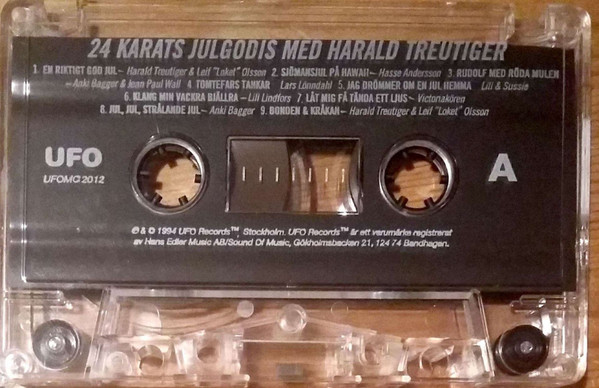 24 KARATS JULGODIS MED HARALD TREUTIGER
1. EN RIKTIGT GOD JUL~ Harald Treutiger & Leif "Loket" Olsson 2. SJÖMANSJUL PÅ HAWAII~ Hasse Andersson 3. RUDOLF MED RÖDA MULEN
~ Anki Bagger & Jean Paul Wall 4 TOMTEFARS TANKAR Lars Lönndahl 5. JAG DRÖMMER OM EN JUL HEMMA Lili & Sussie
6. KLANG MIN VACKRA BJÄLLRA ~ Lill Lindfors 7. LÅT MIG FÅ TÄNDA ETT LJUS~ Victoriakören
8. JUL, JUL, STRÅLANDE JUL~ Anki Bagger 9. BONDEN & KRÅKAN~ Harald Treutiger & Leif "Loket" Olsson
UFO
UFOMG 2012
A
℗ & © 1994 UFO Records™, Stockholm. UFO Records™ är ett varumärke registrerat
av Hans Edler Music AB/Sound Of Music, Gökholmsbacken 21, 124 74 Bandhagen.